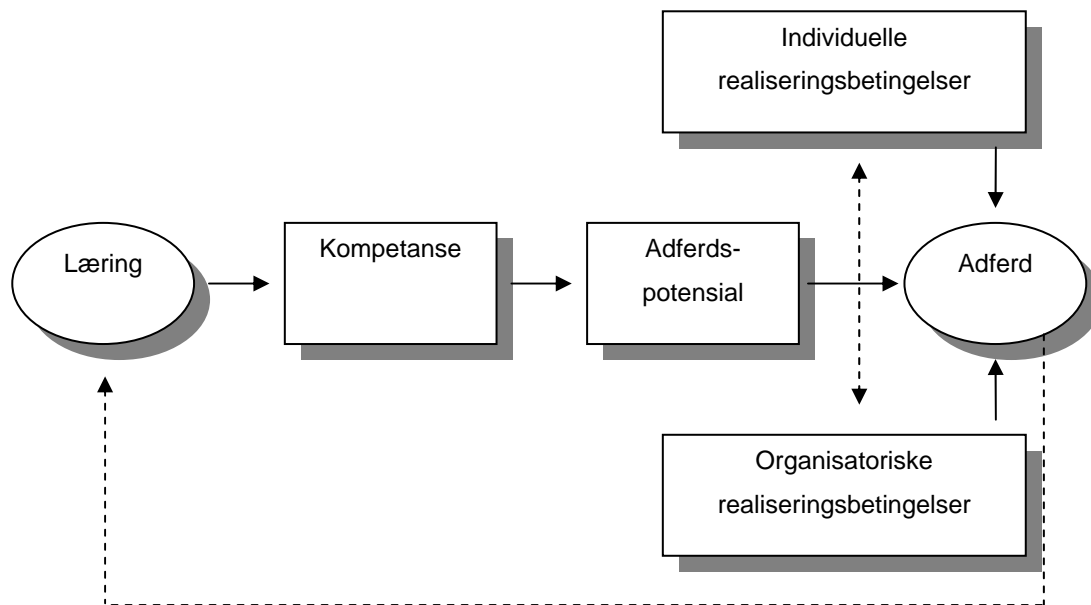 Individuelle
realiseringsbetingelser
Læring
Kompetanse
Adferds-
potensial
Adferd
Organisatoriske
realiseringsbetingelser